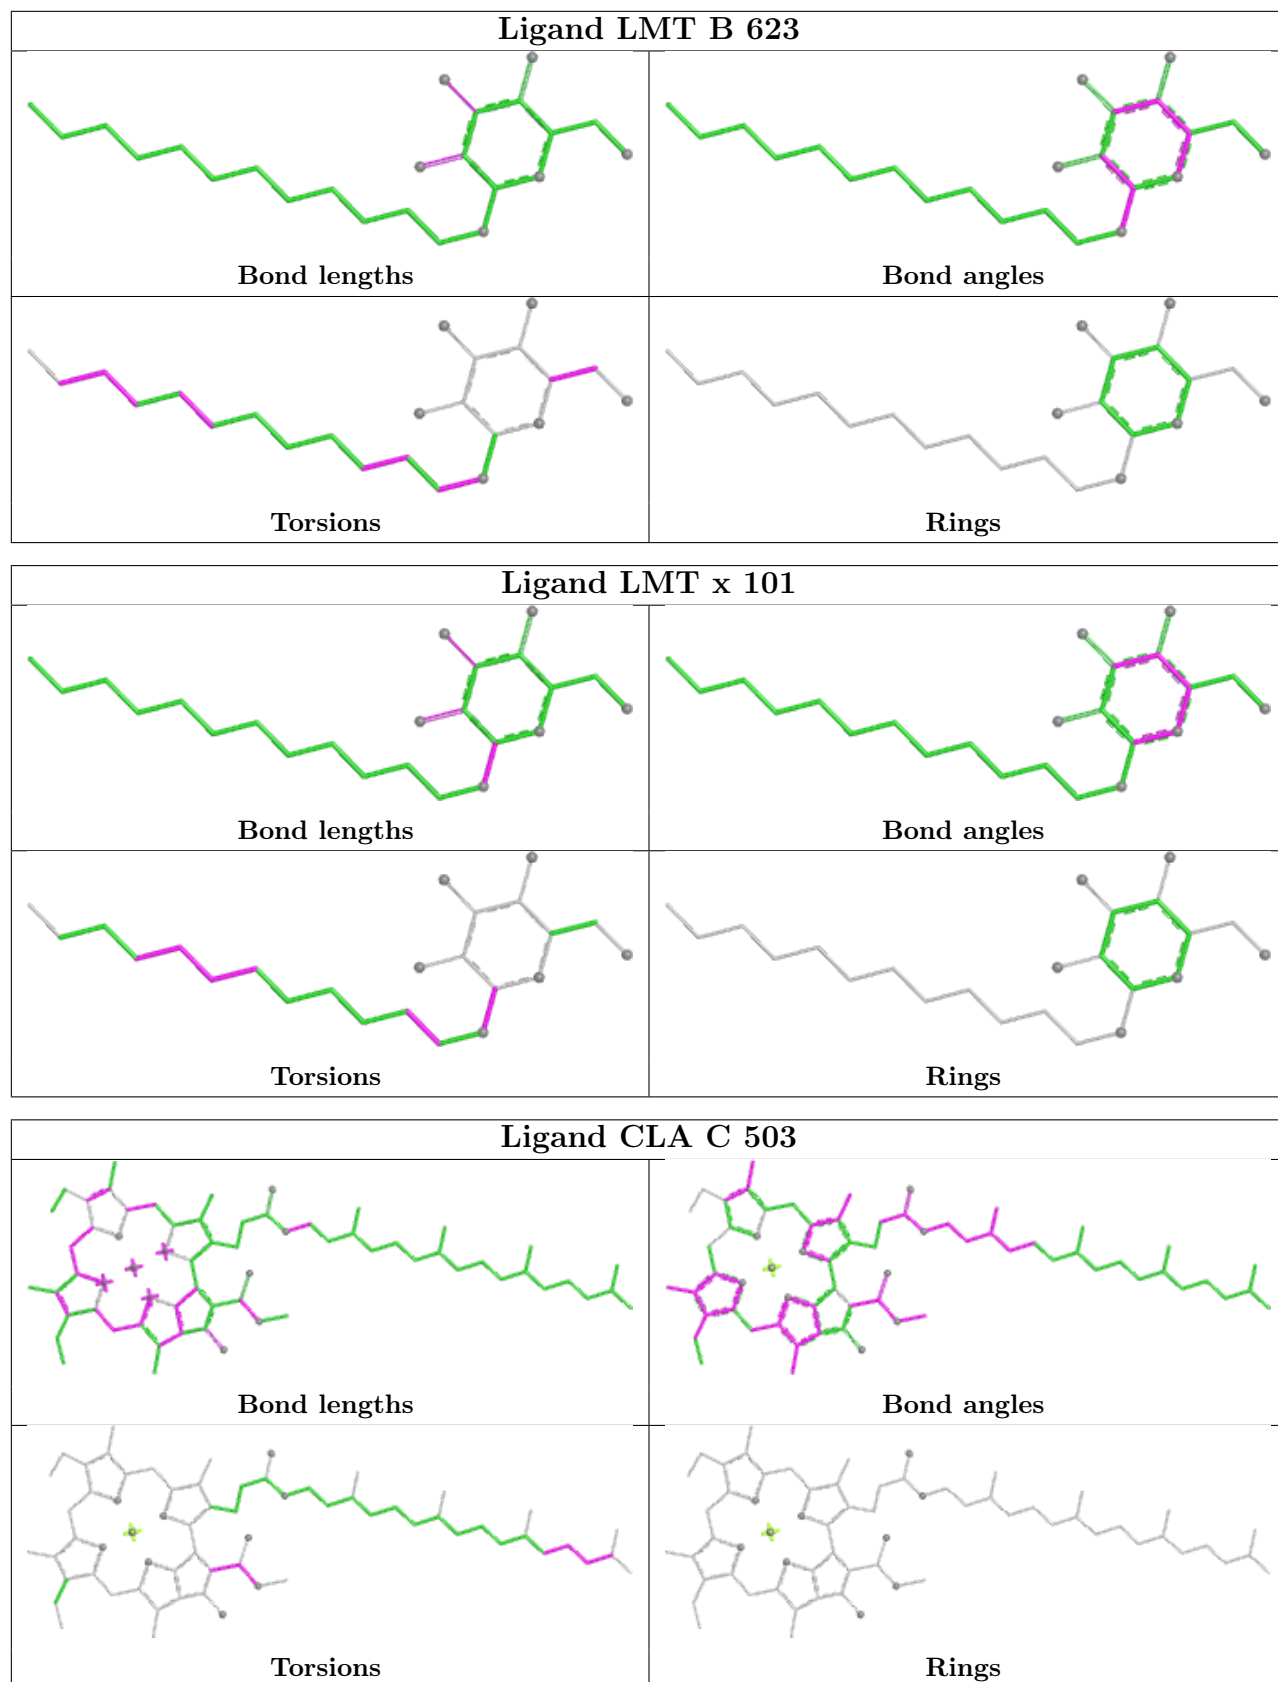 Ligand LMT B 623
Bond lengths
Bond angles
Torsions
Rings
Ligand LMT x 101
Bond lengths
Bond angles
Torsions
Rings
Ligand CLA C 503
Bond lengths
Bond angles
Torsions
Rings